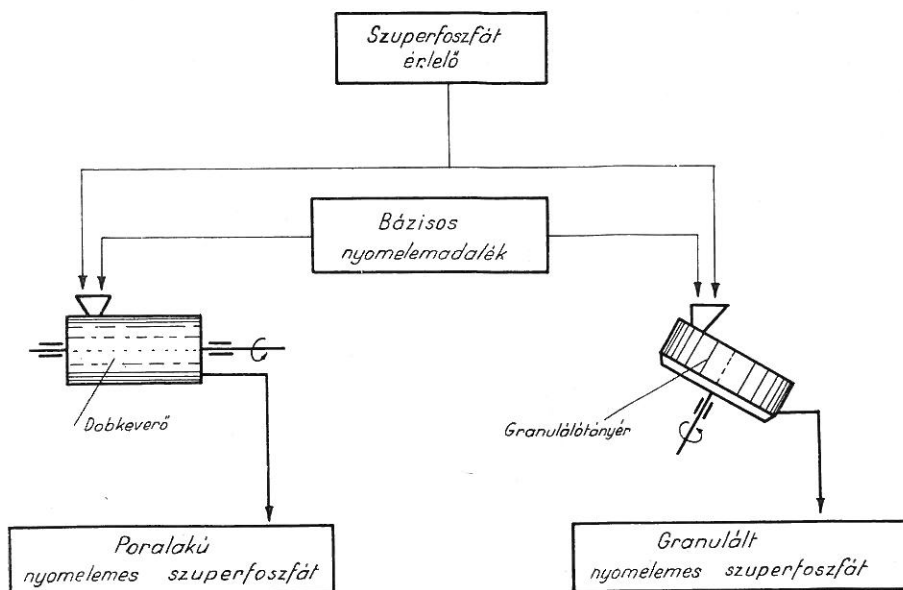 Szuperfoszfát
érlelő
Bázisos
nyomelemadalék
Dobkeverő
Granulálótányér
Poralakú
nyomelemes szuperfoszfát
Granulált
nyomelemes szuperfoszfát